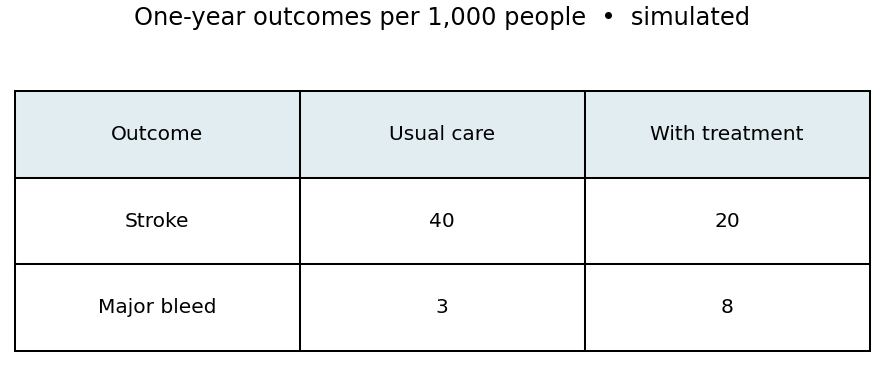 One-year outcomes per 1,000 people • simulated
Outcome Usual care With treatment
Stroke 40 20
Major bleed 3 8